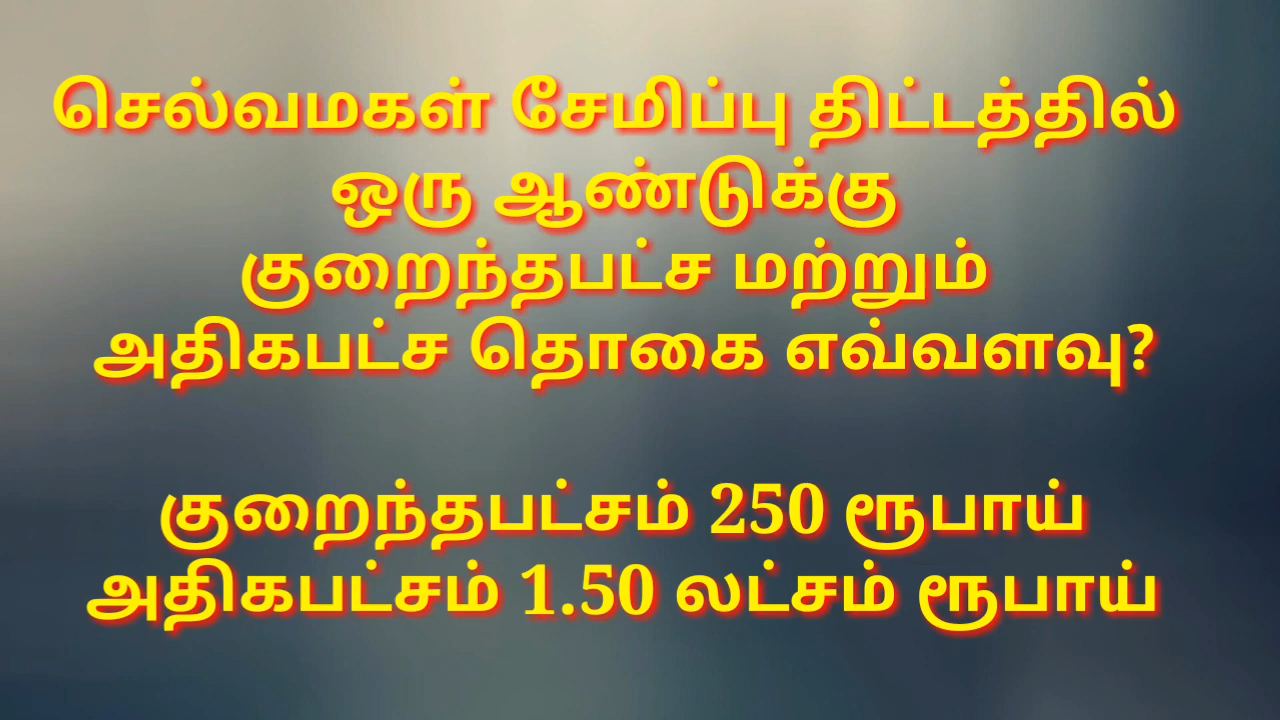 செல்வமகள் சேமிப்பு திட்டத்தில்
ஒரு ஆண்டுக்கு
குறைந்தபட்ச மற்றும்
அதிகபட்ச தொகை எவ்வளவு?
குறைந்தபட்சம் 250 ரூபாய்
அதிகபட்சம் 1.50 லட்சம் ரூபாய்